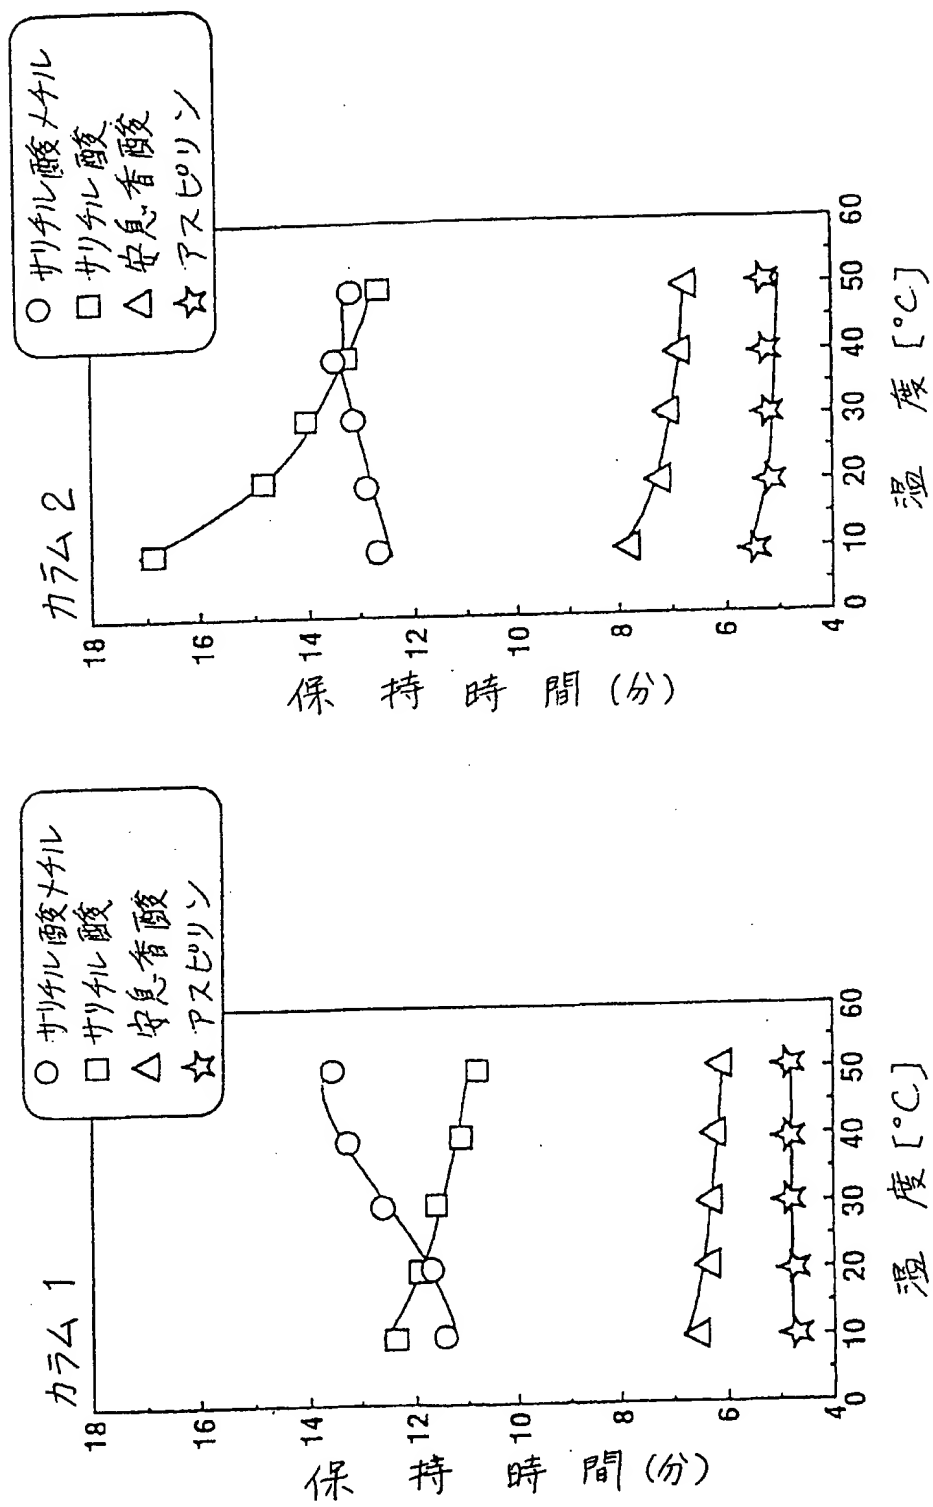 カラム 1
○ サリチル酸メチル
□ サリチル酸
△ 安息香酸
☆ アスピリン
18
16
14
12
10
8
6
4
保 持 時 間 (分)
0 10 20 30 40 50 60
温 度 [°C]
カラム 2
○ サリチル酸メチル
□ サリチル酸
△ 安息香酸
☆ アスピリン
18
16
14
12
10
8
6
4
保 持 時 間 (分)
0 10 20 30 40 50 60
温 度 [°C]